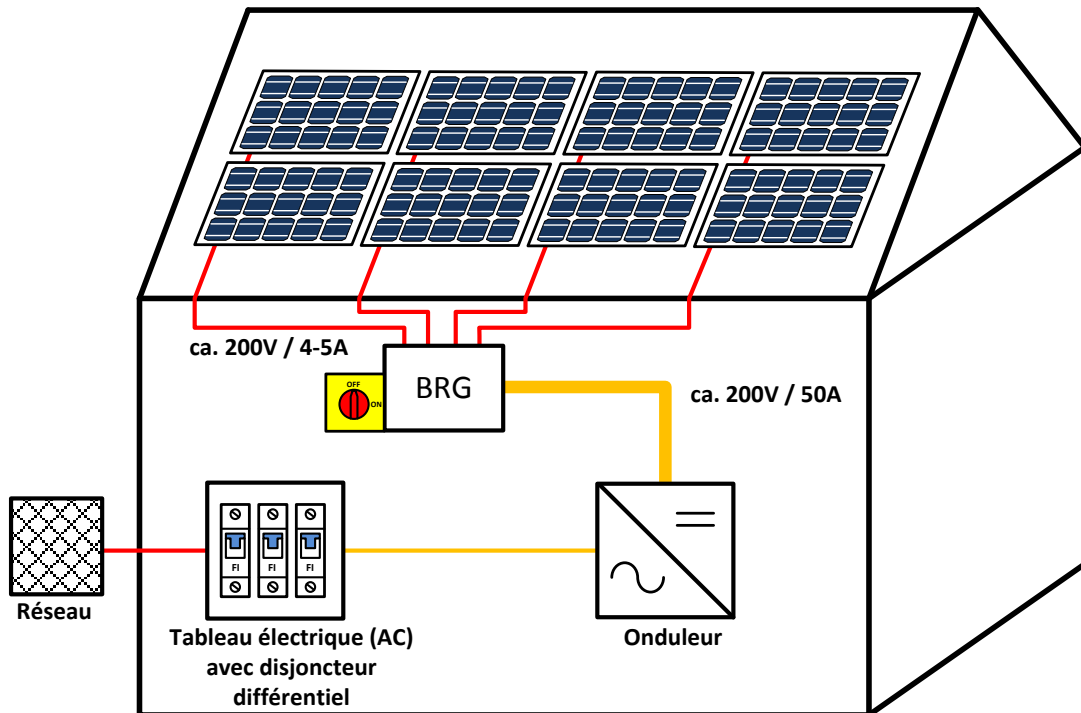 ca. 200V / 4-5A
OFF
ON
BRG
ca. 200V / 50A
FI FI FI
Réseau
Tableau électrique (AC)
avec disjoncteur
différentiel
Onduleur